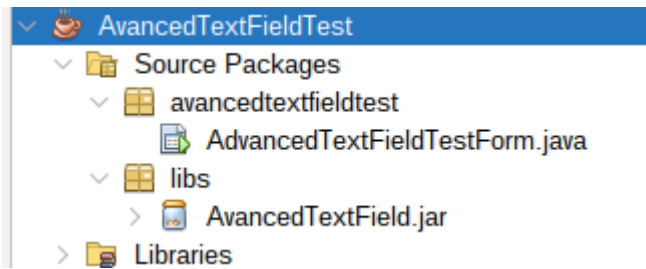 AvancedTextFieldTest
Source Packages
avancedtextfieldtest
AdvancedTextFieldTestForm.java
libs
AvancedTextField.jar
Libraries